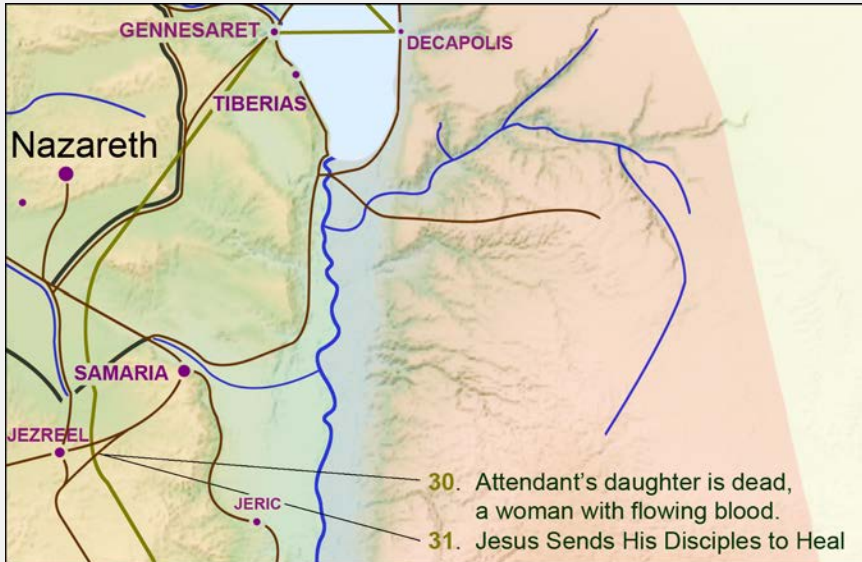 GENNESARET
DECAPOLIS
TIBERIAS
Nazareth
SAMARIA
JEZREEL
JERIC
30. Attendant's daughter is dead,
a woman with flowing blood.
31. Jesus Sends His Disciples to Heal